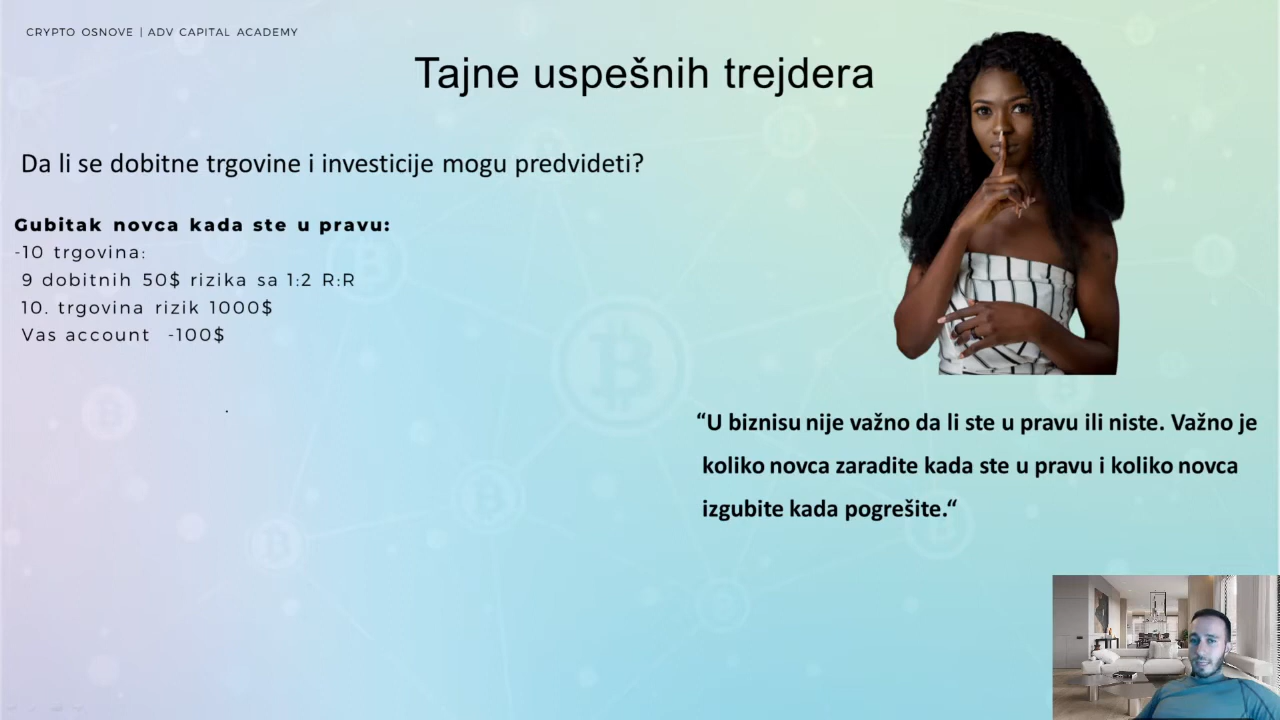 CRYPTO OSNOVE | ADV CAPITAL ACADEMY
Tajne uspešnih trejdera
Da li se dobitne trgovine i investicije mogu predvideti?
Gubitak novca kada ste u pravu:
-10 trgovina:
9 dobitnih 50$ rizika sa 1:2 R:R
10. trgovina rizik 1000$
Vas account -100$
.
“U biznisu nije važno da li ste u pravu ili niste. Važno je
koliko novca zaradite kada ste u pravu i koliko novca
izgubite kada pogrešite.“